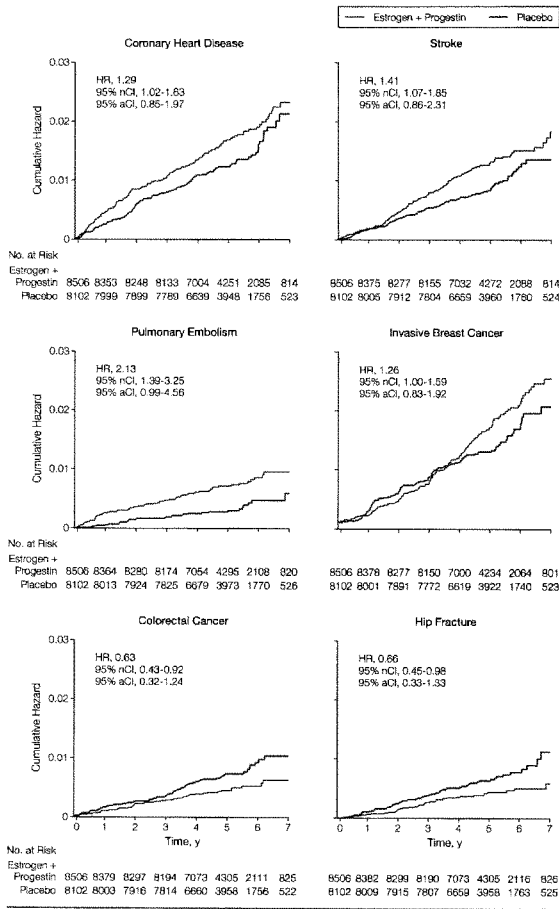 Estrogen + Progestin Placebo
Coronary Heart Disease
Stroke
0.03
0.02
0.01
0
Cumulative Hazard
HR, 1.29
95% nCI, 1.02-1.63
95% aCI, 0.85-1.97
HR, 1.41
95% nCI, 1.07-1.85
95% aCI, 0.86-2.31
No. at Risk
Estrogen +
Progestin 8506 8353 8248 8133 7004 4251 2085 814
Placebo 8102 7999 7899 7789 6639 3948 1756 523
8506 8375 8277 8155 7032 4272 2088 814
8102 8005 7912 7804 6659 3960 1780 524
Pulmonary Embolism
Invasive Breast Cancer
0.03
0.02
0.01
0
Cumulative Hazard
HR, 2.13
95% nCI, 1.39-3.25
95% aCI, 0.99-4.56
HR, 1.26
95% nCI, 1.00-1.59
95% aCI, 0.83-1.92
No. at Risk
Estrogen +
Progestin 8506 8364 8280 8174 7054 4295 2108 820
Placebo 8102 8013 7924 7825 6679 3973 1770 526
8506 8378 8277 8150 7000 4234 2064 801
8102 8001 7891 7772 6619 3922 1740 523
Colorectal Cancer
Hip Fracture
0.03
0.02
0.01
0
Cumulative Hazard
HR, 0.63
95% nCI, 0.43-0.92
95% aCI, 0.32-1.24
HR, 0.66
95% nCI, 0.45-0.98
95% aCI, 0.33-1.33
0 1 2 3 4 5 6 7
Time, y
0 1 2 3 4 5 6 7
Time, y
No. at Risk
Estrogen +
Progestin 8506 8379 8297 8194 7073 4305 2111 825
Placebo 8102 8003 7916 7814 6660 3958 1756 522
8506 8382 8299 8190 7073 4305 2116 826
8102 8009 7915 7807 6659 3958 1763 525